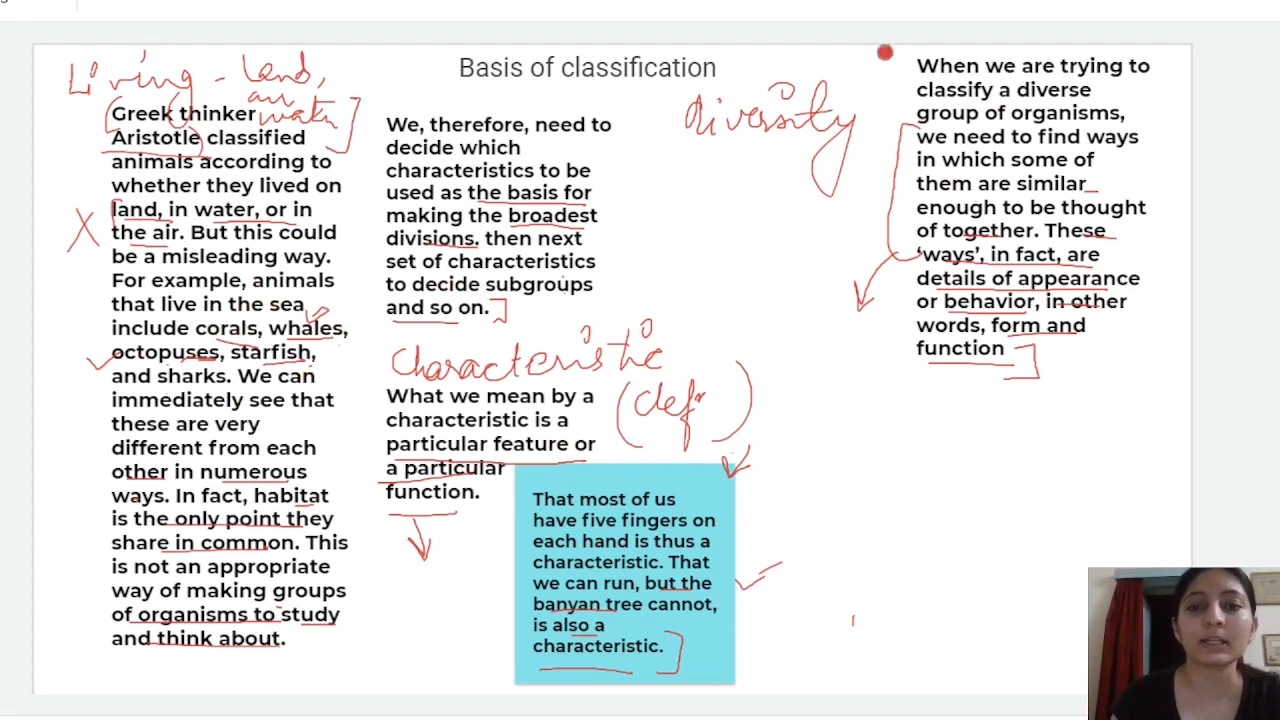 Basis of classification
Living - land,
air
water
Greek thinker
Aristotle classified
animals according to
whether they lived on
land, in water, or in
the air. But this could
be a misleading way.
For example, animals
that live in the sea
include corals, whales,
octopuses, starfish,
and sharks. We can
immediately see that
these are very
different from each
other in numerous
ways. In fact, habitat
is the only point they
share in common. This
is not an appropriate
way of making groups
of organisms to study
and think about.
We, therefore, need to
decide which
characteristics to be
used as the basis for
making the broadest
divisions. then next
set of characteristics
to decide subgroups
and so on.
Characteristic
(defn)
What we mean by a
characteristic is a
particular feature or
a particular
function.
That most of us
have five fingers on
each hand is thus a
characteristic. That
we can run, but the
banyan tree cannot,
is also a
characteristic.
diversity
When we are trying to
classify a diverse
group of organisms,
we need to find ways
in which some of
them are similar
enough to be thought
of together. These
‘ways’, in fact, are
details of appearance
or behavior, in other
words, form and
function